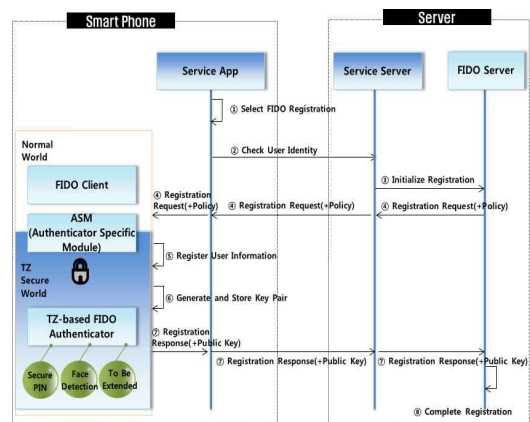 Smart Phone
Server
Service App
Service Server
FIDO Server
① Select FIDO Registration
② Check User Identity
③ Initialize Registration
Normal
World
FIDO Client
④ Registration
Request(+Policy)
④ Registration Request(+Policy)
④ Registration Request(+Policy)
ASM
(Authenticator Specific
Module)
⑤ Register User Information
TZ
Secure
World
⑥ Generate and Store Key Pair
TZ-based FIDO
Authenticator
⑦ Registration
Response(+Public Key)
⑦ Registration Response(+Public Key)
⑦ Registration Response(+Public Key)
Secure
PIN
Face
Detection
To Be
Extended
⑧ Complete Registration